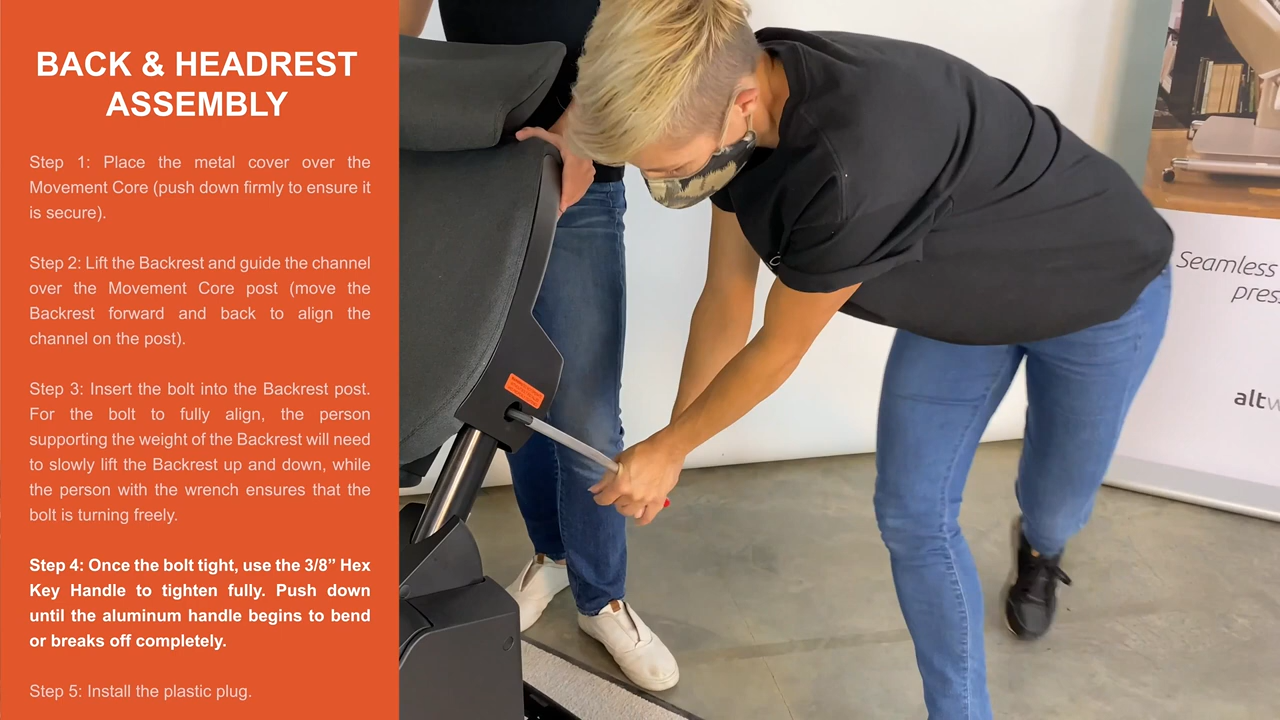 BACK & HEADREST
ASSEMBLY
Step 1: Place the metal cover over the
Movement Core (push down firmly to ensure it
is secure).
Step 2: Lift the Backrest and guide the channel
over the Movement Core post (move the
Backrest forward and back to align the
channel on the post).
Step 3: Insert the bolt into the Backrest post.
For the bolt to fully align, the person
supporting the weight of the Backrest will need
to slowly lift the Backrest up and down, while
the person with the wrench ensures that the
bolt is turning freely.
Step 4: Once the bolt tight, use the 3/8” Hex
Key Handle to tighten fully. Push down
until the aluminum handle begins to bend
or breaks off completely.
Step 5: Install the plastic plug.
Seamless
pres
altw